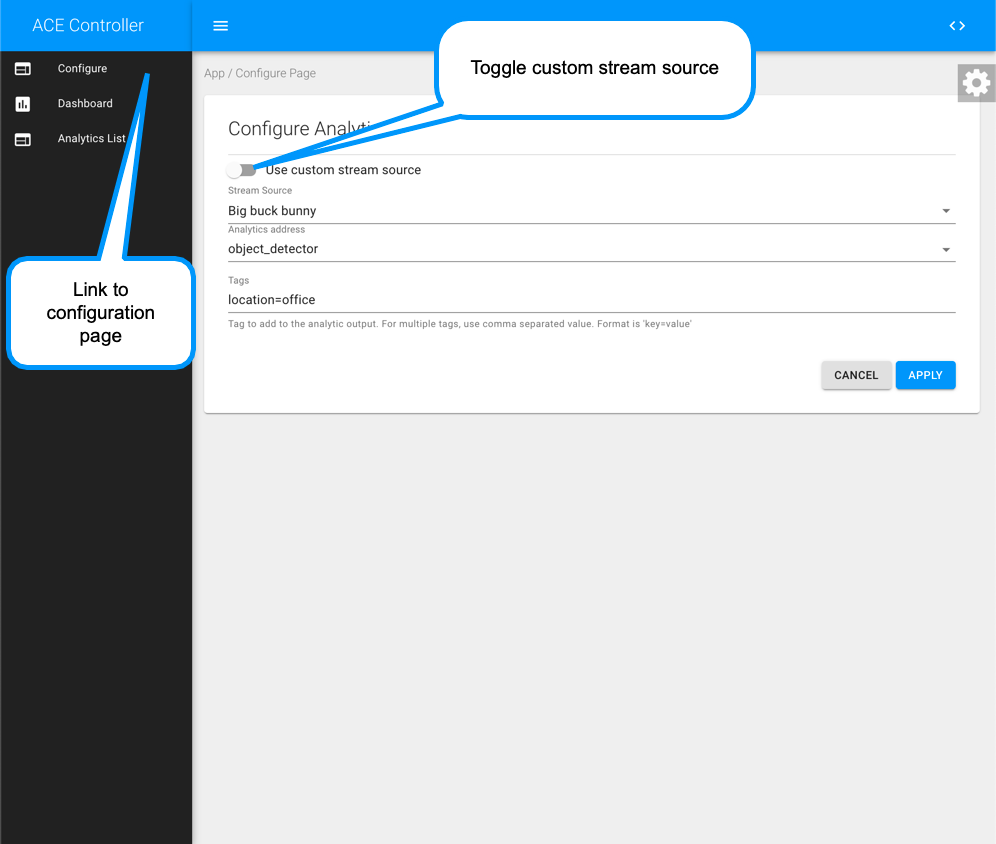 ACE Controller
Configure
Dashboard
Analytics List
App / Configure Page
Toggle custom stream source
Configure
Use custom stream source
Stream Source
Big buck bunny
Analytics address
object_detector
Tags
location=office
Tag to add to the analytic output. For multiple tags, use comma separated value. Format is 'key=value'
CANCEL
APPLY
Link to
configuration
page